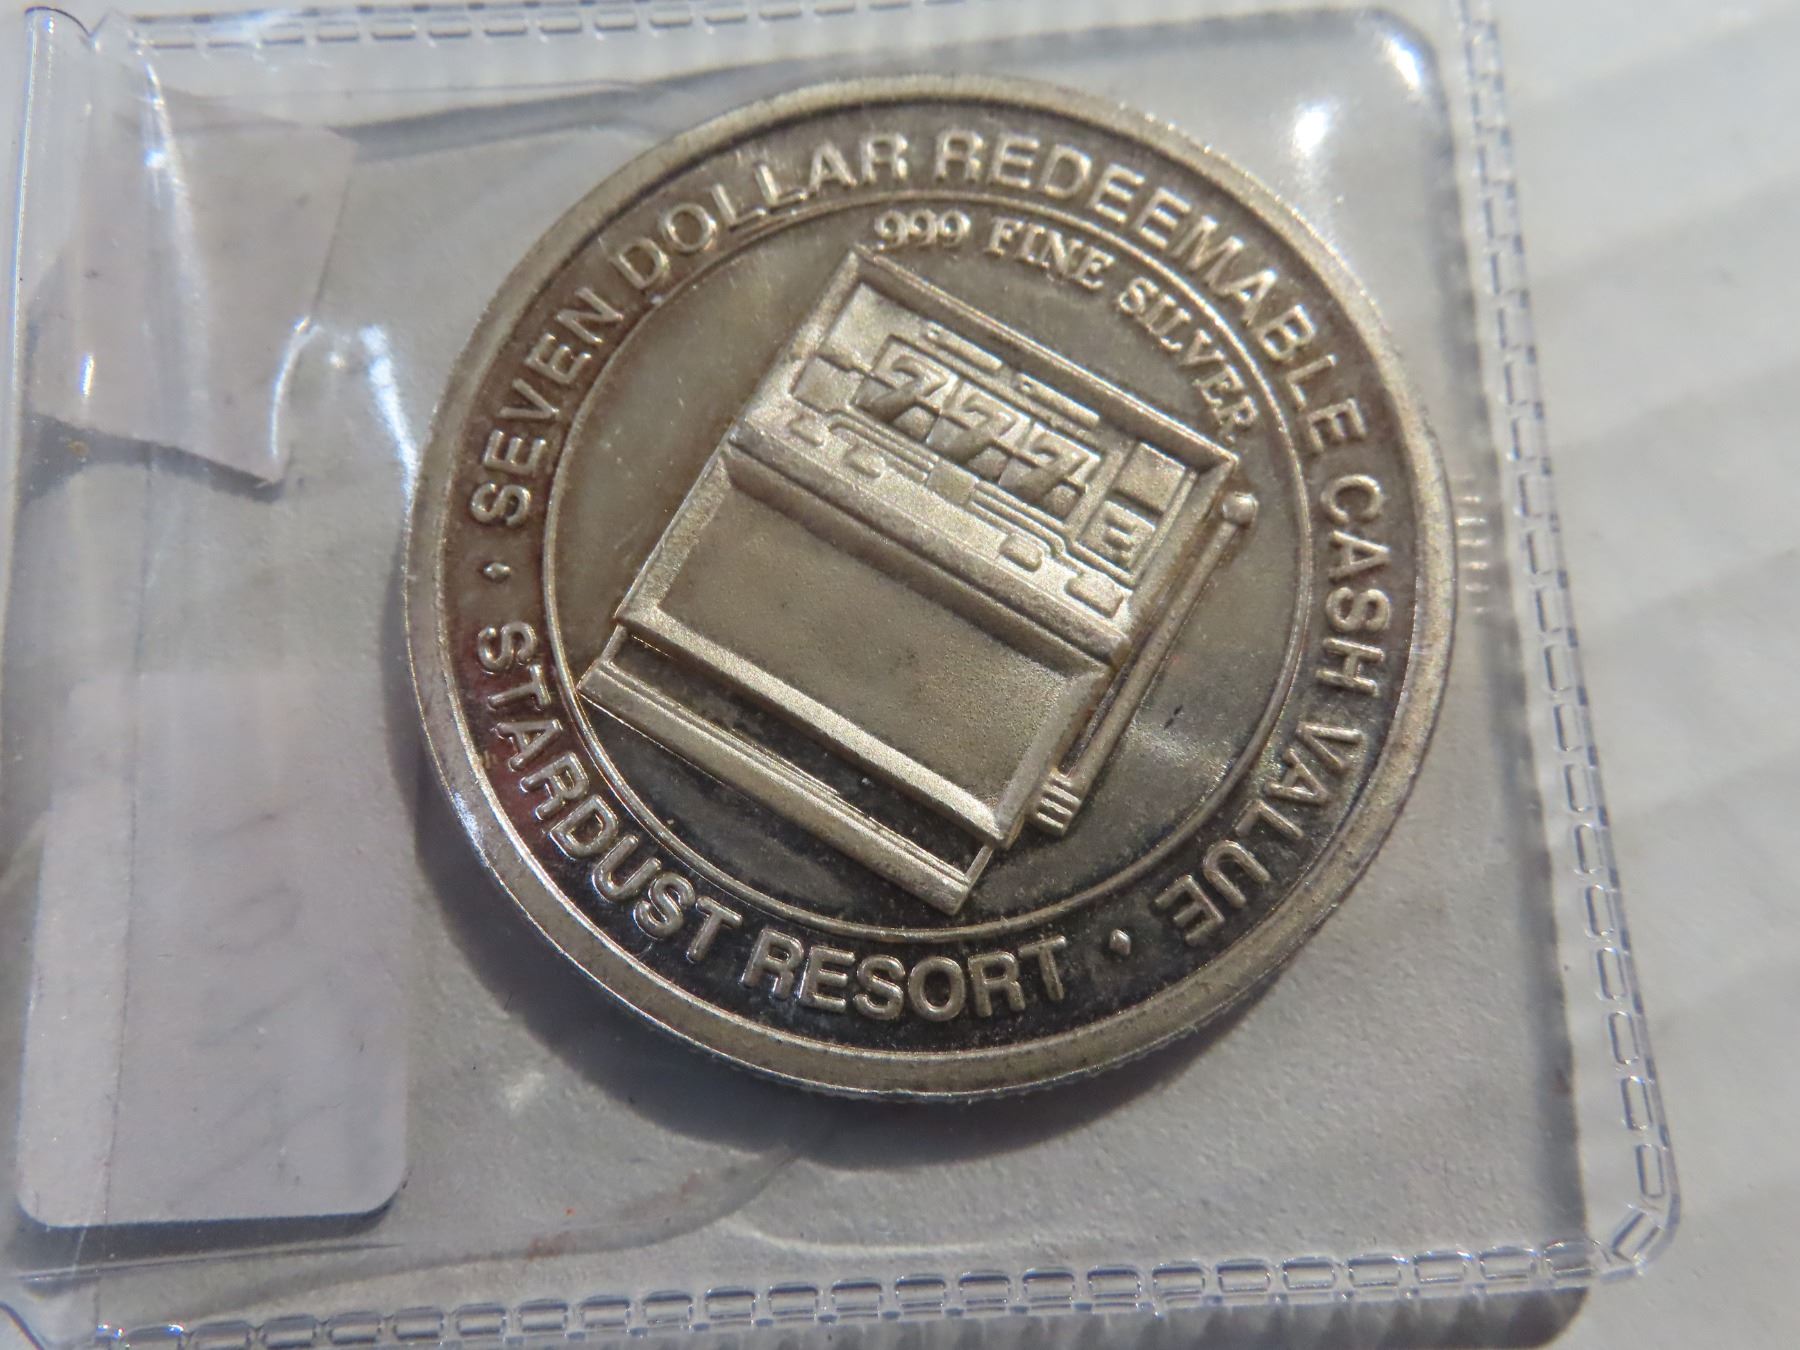 · SEVEN DOLLAR REDEEMABLE CASH VALUE ·
.999 FINE SILVER
777
STARDUST RESORT